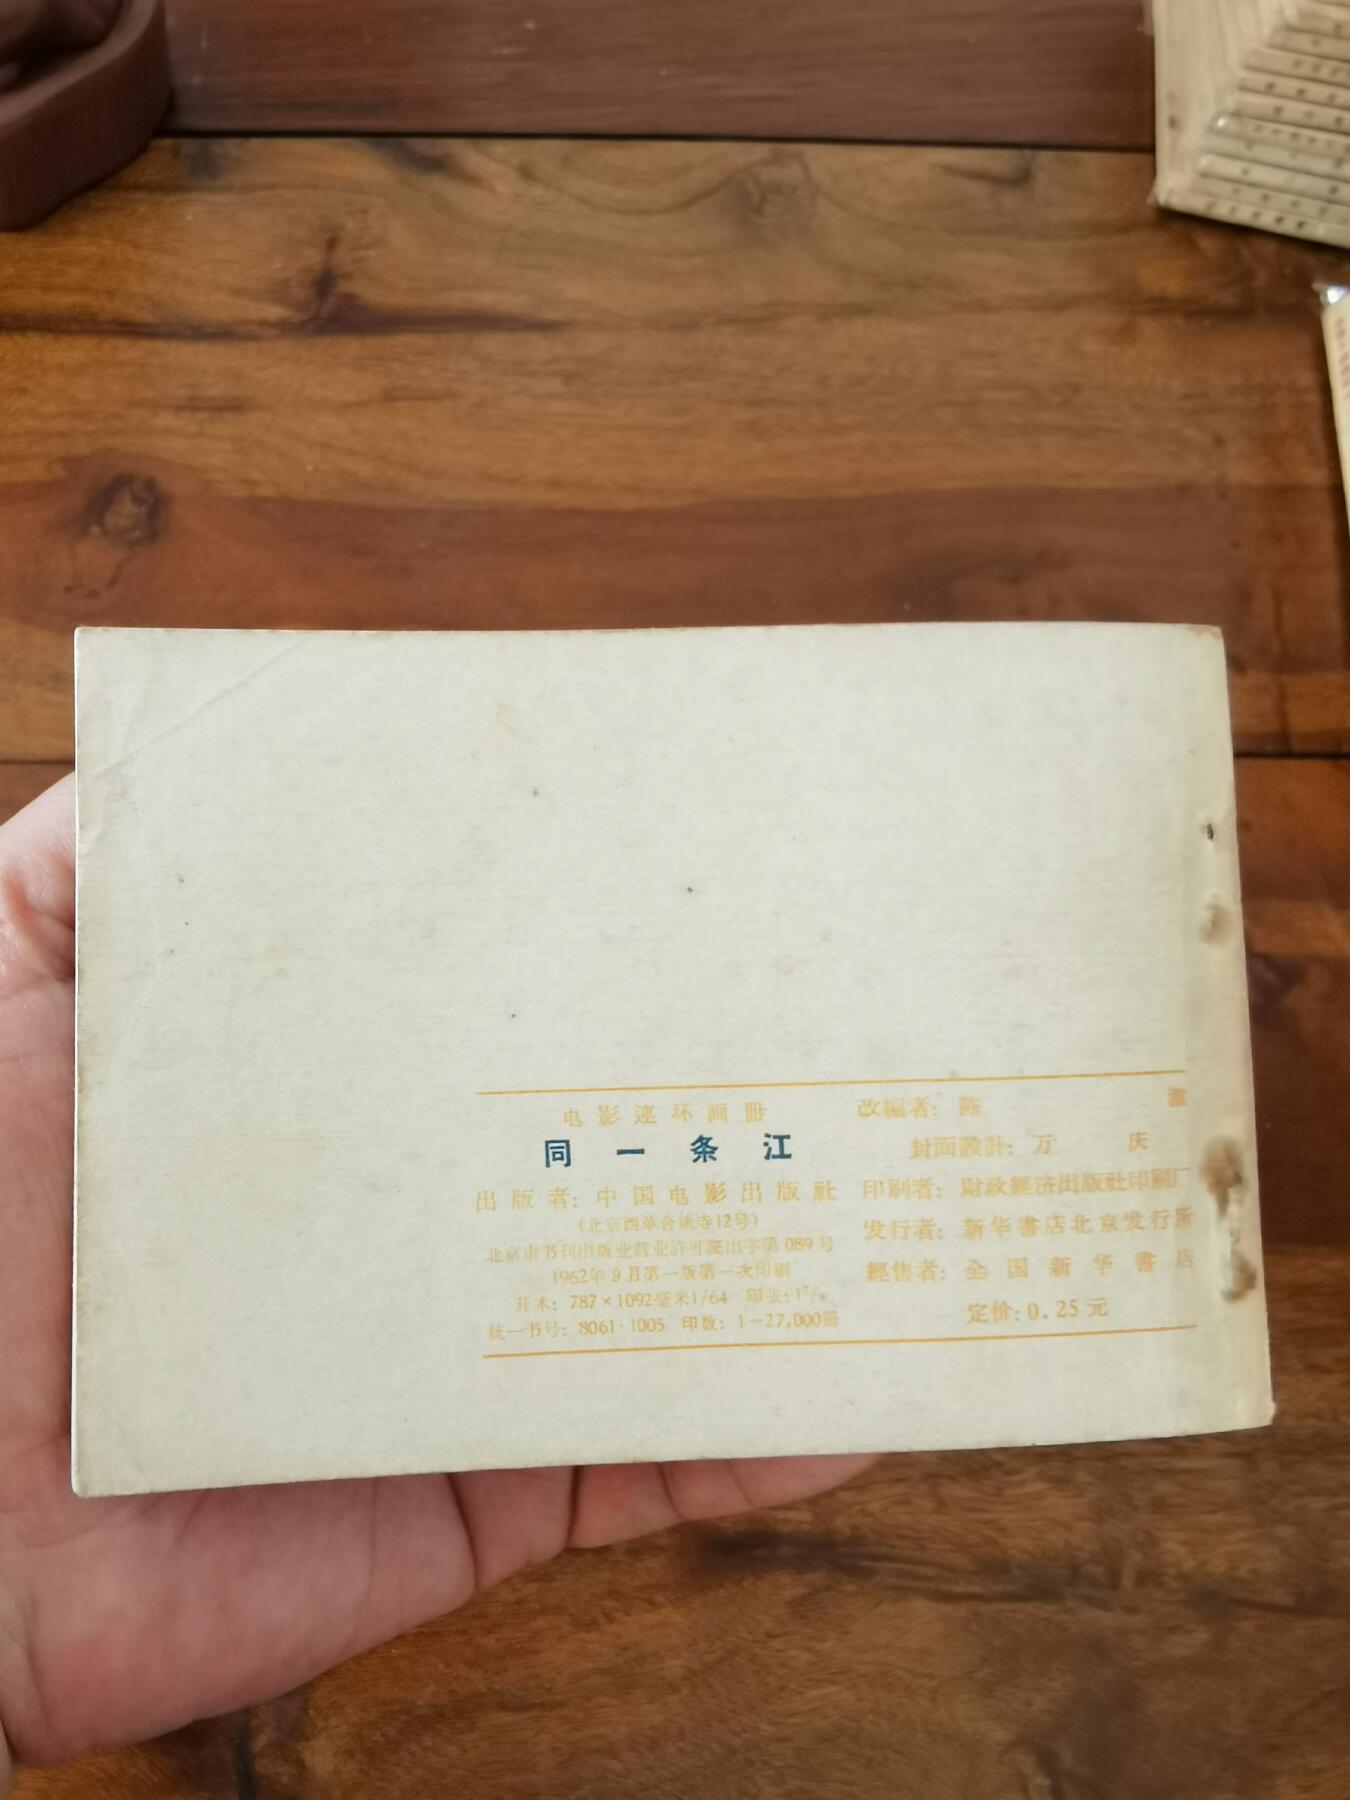 电影連环画册
同一条江
出版者：中国电影出版社
（北京西单舍饭寺12号）
北京市书刊出版业营业許可証出字第 089 号
1962年 9 月第一版第一次印刷
开本：787×1092毫米1/64 印张：1⁷/₈
統一书号：8061·1005 印数：1—27,000册
改編者：陈
封面設計：万庆
印刷者：財政經济出版社印刷厂
发行者：新华書店北京发行所
經售者：全国新华書店
定价：0.25 元